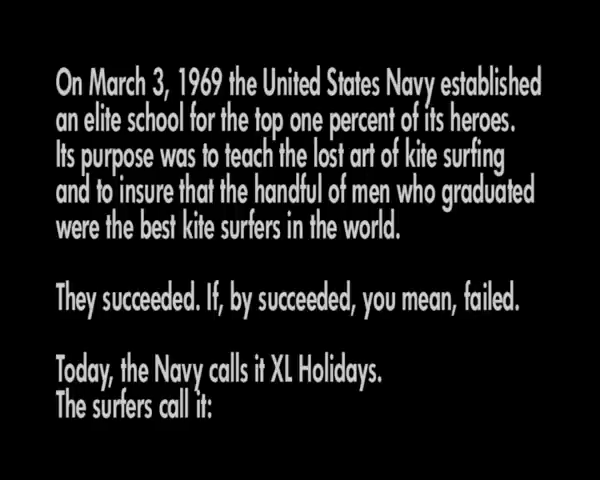 On March 3, 1969 the United States Navy established
an elite school for the top one percent of its heroes.
Its purpose was to teach the lost art of kite surfing
and to insure that the handful of men who graduated
were the best kite surfers in the world.
They succeeded. If, by succeeded, you mean, failed.
Today, the Navy calls it XL Holidays.
The surfers call it: